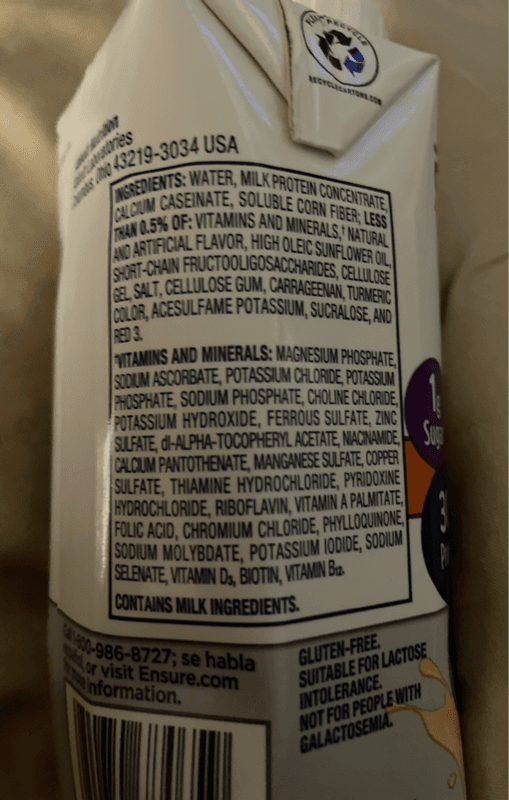 PLEASE RECYCLE
RECYCLECARTONS.COM
Laboratories
Ohio 43219-3034 USA
INGREDIENTS: WATER, MILK PROTEIN CONCENTRATE,
CALCIUM CASEINATE, SOLUBLE CORN FIBER; LESS
THAN 0.5% OF: VITAMINS AND MINERALS,† NATURAL
AND ARTIFICIAL FLAVOR, HIGH OLEIC SUNFLOWER OIL,
SHORT-CHAIN FRUCTOOLIGOSACCHARIDES, CELLULOSE
GEL, SALT, CELLULOSE GUM, CARRAGEENAN, TURMERIC
COLOR, ACESULFAME POTASSIUM, SUCRALOSE, AND
RED 3.
†VITAMINS AND MINERALS: MAGNESIUM PHOSPHATE,
SODIUM ASCORBATE, POTASSIUM CHLORIDE, POTASSIUM
PHOSPHATE, SODIUM PHOSPHATE, CHOLINE CHLORIDE,
POTASSIUM HYDROXIDE, FERROUS SULFATE, ZINC
SULFATE, dl-ALPHA-TOCOPHERYL ACETATE, NIACINAMIDE,
CALCIUM PANTOTHENATE, MANGANESE SULFATE, COPPER
SULFATE, THIAMINE HYDROCHLORIDE, PYRIDOXINE
HYDROCHLORIDE, RIBOFLAVIN, VITAMIN A PALMITATE,
FOLIC ACID, CHROMIUM CHLORIDE, PHYLLOQUINONE,
SODIUM MOLYBDATE, POTASSIUM IODIDE, SODIUM
SELENATE, VITAMIN D3, BIOTIN, VITAMIN B12.
CONTAINS MILK INGREDIENTS.
1g
-800-986-8727; se habla
or visit Ensure.com
information.
GLUTEN-FREE.
SUITABLE FOR LACTOSE
INTOLERANCE.
NOT FOR PEOPLE WITH
GALACTOSEMIA.